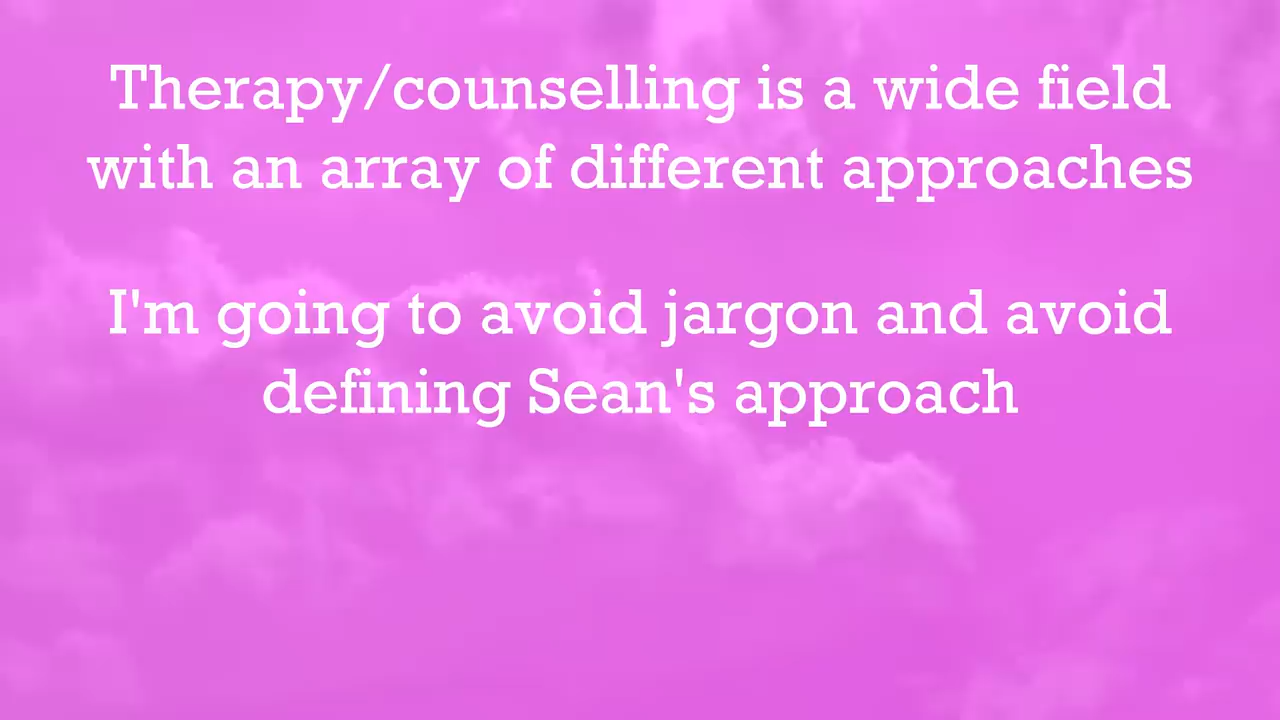 Therapy/counselling is a wide field
with an array of different approaches
I'm going to avoid jargon and avoid
defining Sean's approach